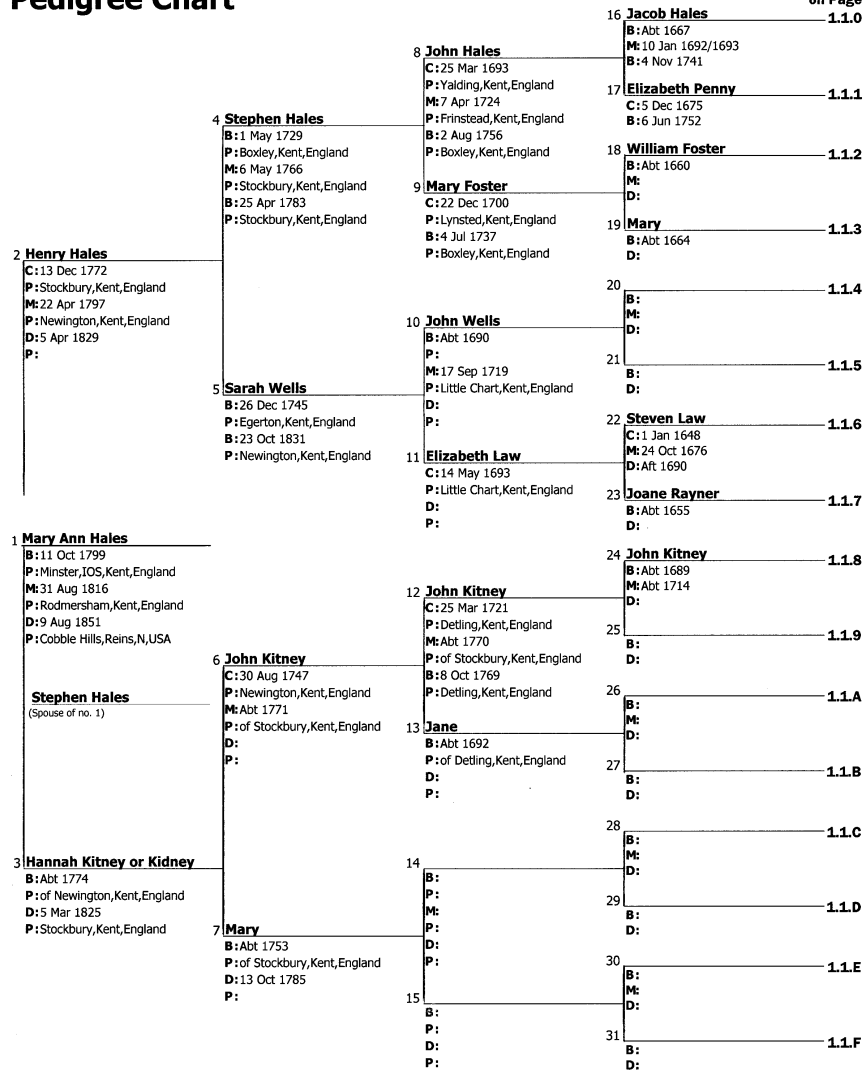 Pedigree Chart
on Page
16 Jacob Hales
1.1.0
B:Abt 1667
M:10 Jan 1692/1693
B:4 Nov 1741
17 Elizabeth Penny
1.1.1
C:5 Dec 1675
B:6 Jun 1752
8 John Hales
C:25 Mar 1693
P:Yalding,Kent,England
M:7 Apr 1724
P:Frinstead,Kent,England
B:2 Aug 1756
P:Boxley,Kent,England
18 William Foster
1.1.2
B:Abt 1660
M:
D:
19 Mary
1.1.3
B:Abt 1664
D:
9 Mary Foster
C:22 Dec 1700
P:Lynsted,Kent,England
B:4 Jul 1737
P:Boxley,Kent,England
4 Stephen Hales
B:1 May 1729
P:Boxley,Kent,England
M:6 May 1766
P:Stockbury,Kent,England
B:25 Apr 1783
P:Stockbury,Kent,England
2 Henry Hales
C:13 Dec 1772
P:Stockbury,Kent,England
M:22 Apr 1797
P:Newington,Kent,England
D:5 Apr 1829
P:
20
1.1.4
B:
M:
D:
21
1.1.5
B:
D:
10 John Wells
B:Abt 1690
P:
M:17 Sep 1719
P:Little Chart,Kent,England
D:
P:
5 Sarah Wells
B:26 Dec 1745
P:Egerton,Kent,England
B:23 Oct 1831
P:Newington,Kent,England
22 Steven Law
1.1.6
C:1 Jan 1648
M:24 Oct 1676
D:Aft 1690
11 Elizabeth Law
C:14 May 1693
P:Little Chart,Kent,England
D:
P:
23 Joane Rayner
1.1.7
B:Abt 1655
D:
1 Mary Ann Hales
B:11 Oct 1799
P:Minster,IOS,Kent,England
M:31 Aug 1816
P:Rodmersham,Kent,England
D:9 Aug 1851
P:Cobble Hills,Reins,N,USA
Stephen Hales
(Spouse of no. 1)
24 John Kitney
1.1.8
B:Abt 1689
M:Abt 1714
D:
25
1.1.9
B:
D:
12 John Kitney
C:25 Mar 1721
P:Detling,Kent,England
M:Abt 1770
P:of Stockbury,Kent,England
B:8 Oct 1769
P:Detling,Kent,England
6 John Kitney
C:30 Aug 1747
P:Newington,Kent,England
M:Abt 1771
P:of Stockbury,Kent,England
D:
P:
26
1.1.A
B:
M:
D:
13 Jane
B:Abt 1692
P:of Detling,Kent,England
D:
P:
27
1.1.B
B:
D:
3 Hannah Kitney or Kidney
B:Abt 1774
P:of Newington,Kent,England
D:5 Mar 1825
P:Stockbury,Kent,England
28
1.1.C
B:
M:
D:
14
B:
P:
M:
P:
D:
P:
29
1.1.D
B:
D:
7 Mary
B:Abt 1753
P:of Stockbury,Kent,England
D:13 Oct 1785
P:
30
1.1.E
B:
M:
D:
15
B:
P:
D:
P:
31
1.1.F
B:
D: